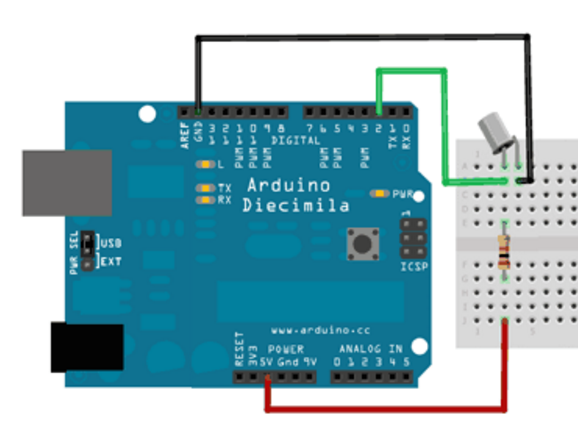 AREF
GND
13
12
11
10
9
8
7
6
5
4
3
2
TX 1
RX 0
PWM
PWM
PWM
DIGITAL
PWM
PWM
PWM
L
TX
RX
Arduino
Diecimila
PWR
1
ICSP
PWR SEL
USB
EXT
www.arduino.cc
RESET
3V3
5V Gnd 9V
POWER
ANALOG IN
0 1 2 3 4 5